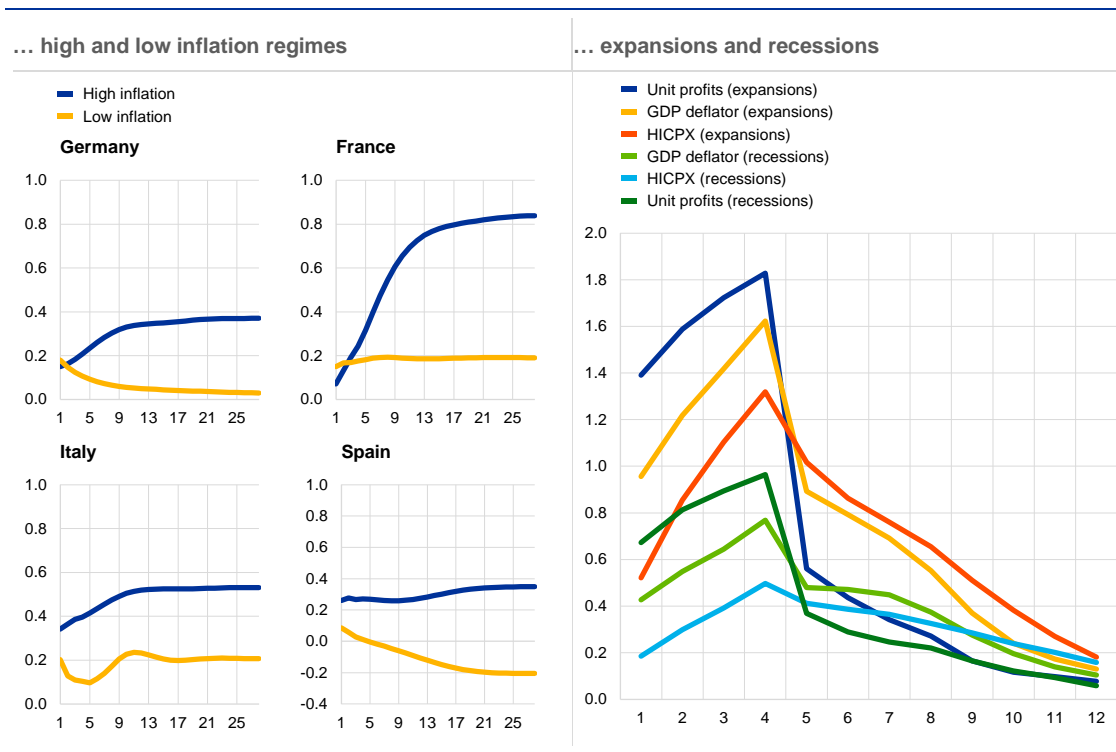 … high and low inflation regimes
High inflation
Low inflation
Germany
1.0
0.8
0.6
0.4
0.2
0.0
1 5 9 13 17 21 25
France
1.0
0.8
0.6
0.4
0.2
0.0
1 5 9 13 17 21 25
Italy
1.0
0.8
0.6
0.4
0.2
0.0
1 5 9 13 17 21 25
Spain
1.0
0.8
0.6
0.4
0.2
0.0
-0.2
-0.4
1 5 9 13 17 21 25
… expansions and recessions
Unit profits (expansions)
GDP deflator (expansions)
HICPX (expansions)
GDP deflator (recessions)
HICPX (recessions)
Unit profits (recessions)
2.0
1.8
1.6
1.4
1.2
1.0
0.8
0.6
0.4
0.2
0.0
1 2 3 4 5 6 7 8 9 10 11 12